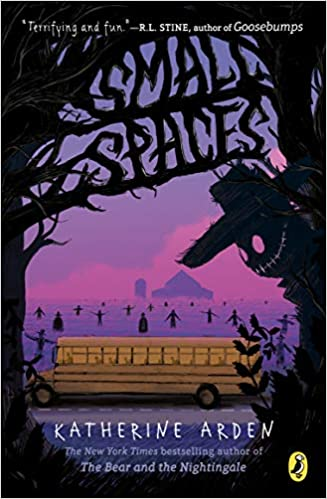 "Terrifying and fun."—R.L. STINE, author of Goosebumps
SMALL
SPACES
KATHERINE ARDEN
The New York Times bestselling author of
The Bear and the Nightingale